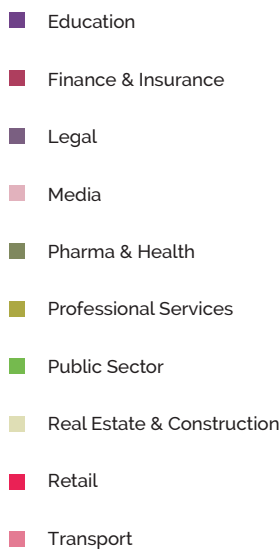 Education
Finance & Insurance
Legal
Media
Pharma & Health
Professional Services
Public Sector
Real Estate & Construction
Retail
Transport